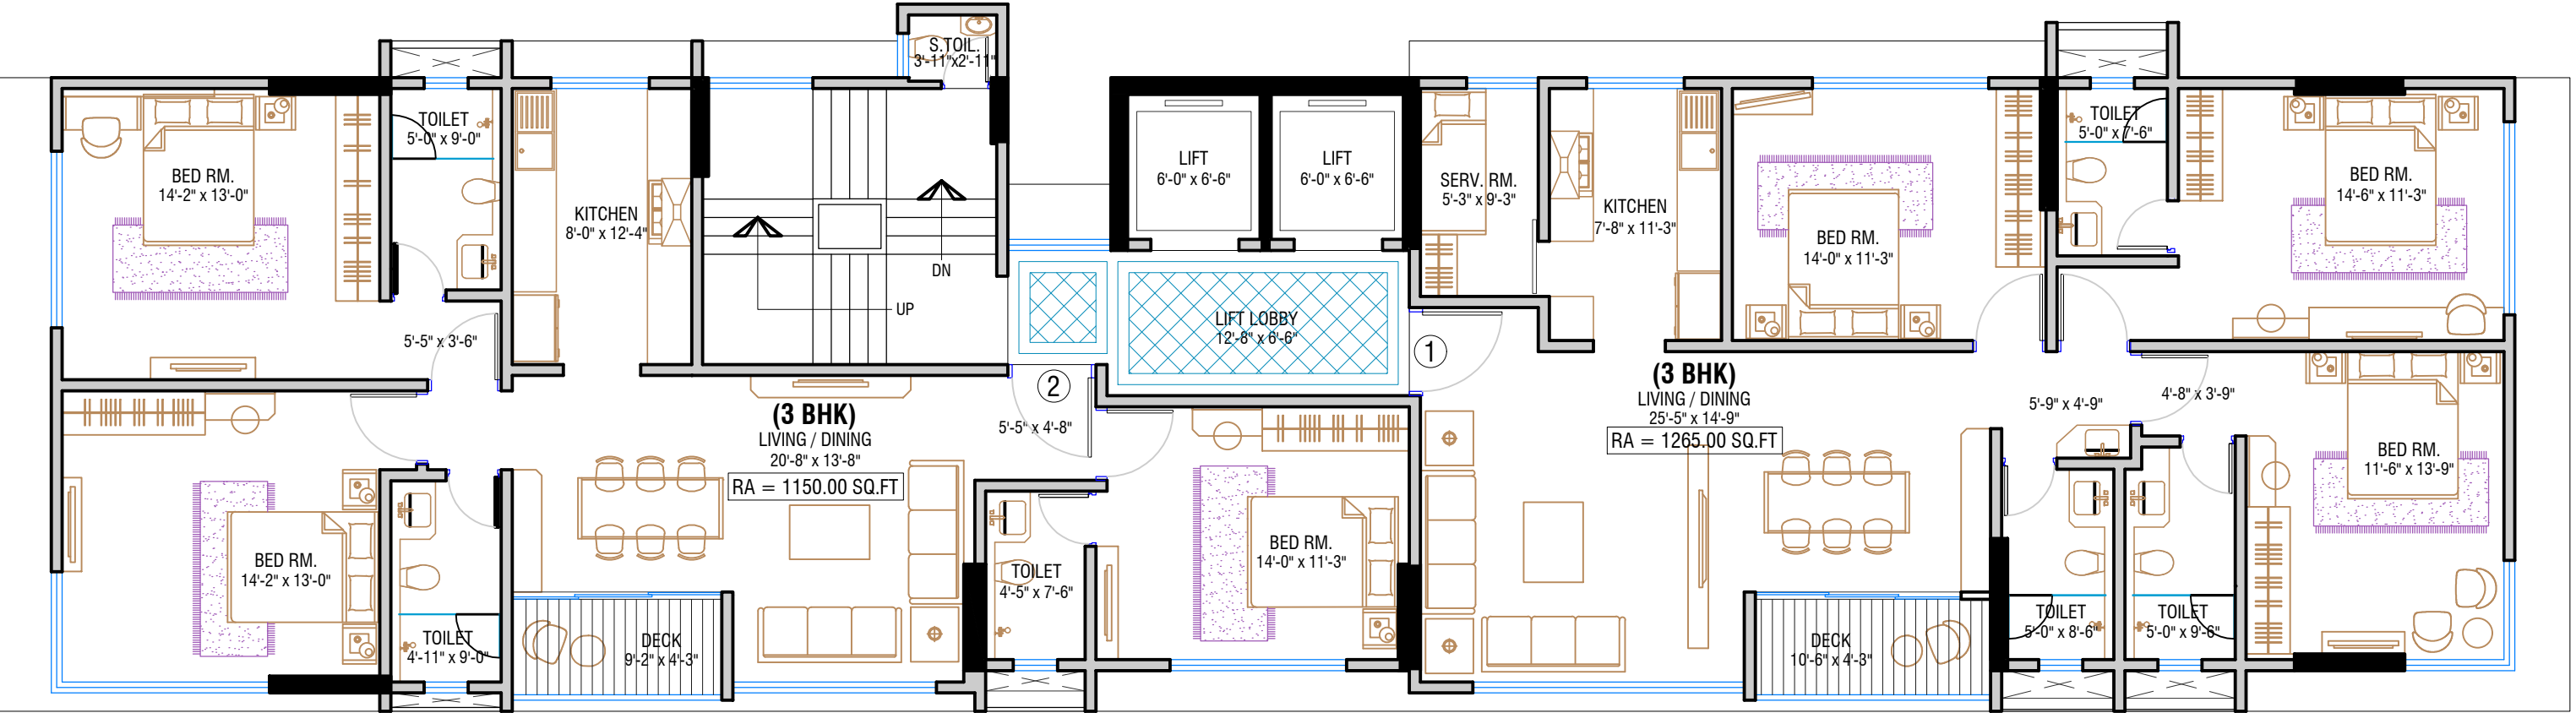 S.TOIL.
3'-11"x2'-11"
TOILET
5'-0" x 9'-0"
BED RM.
14'-2" x 13'-0"
KITCHEN
8'-0" x 12'-4"
5'-5" x 3'-6"
UP
DN
LIFT
6'-0" x 6'-6"
LIFT
6'-0" x 6'-6"
LIFT LOBBY
12'-8" x 6'-6"
SERV. RM.
5'-3" x 9'-3"
KITCHEN
7'-8" x 11'-3"
BED RM.
14'-0" x 11'-3"
TOILET
5'-0" x 7'-6"
BED RM.
14'-6" x 11'-3"
1
2
(3 BHK)
LIVING / DINING
20'-8" x 13'-8"
RA = 1150.00 SQ.FT
5'-5" x 4'-8"
(3 BHK)
LIVING / DINING
25'-5" x 14'-9"
RA = 1265.00 SQ.FT
5'-9" x 4'-9"
4'-8" x 3'-9"
BED RM.
11'-6" x 13'-9"
BED RM.
14'-2" x 13'-0"
TOILET
4'-11" x 9'-0"
DECK
9'-2" x 4'-3"
TOILET
4'-5" x 7'-6"
BED RM.
14'-0" x 11'-3"
DECK
10'-6" x 4'-3"
TOILET
5'-0" x 8'-6"
TOILET
5'-0" x 9'-6"